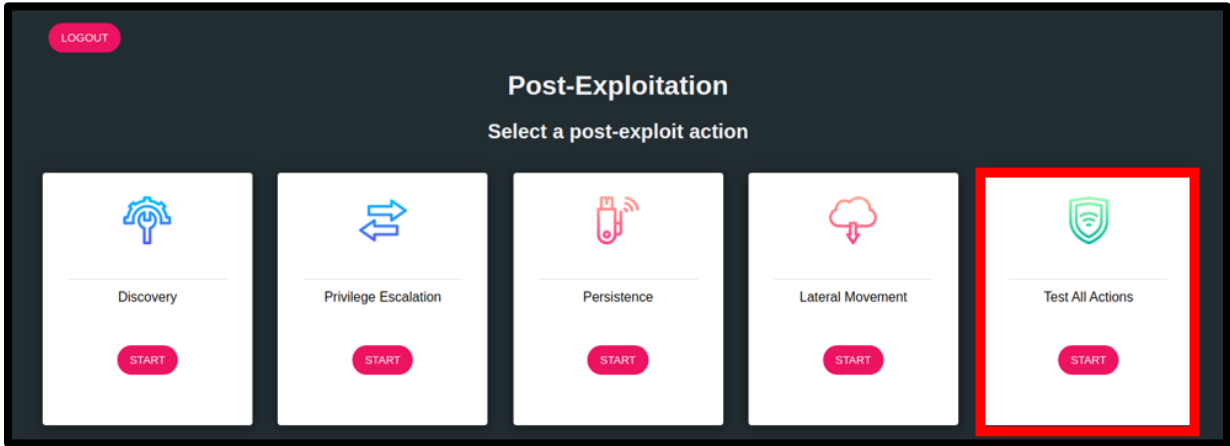 LOGOUT
Post-Exploitation
Select a post-exploit action
Discovery
Privilege Escalation
Persistence
Lateral Movement
Test All Actions
START
START
START
START
START